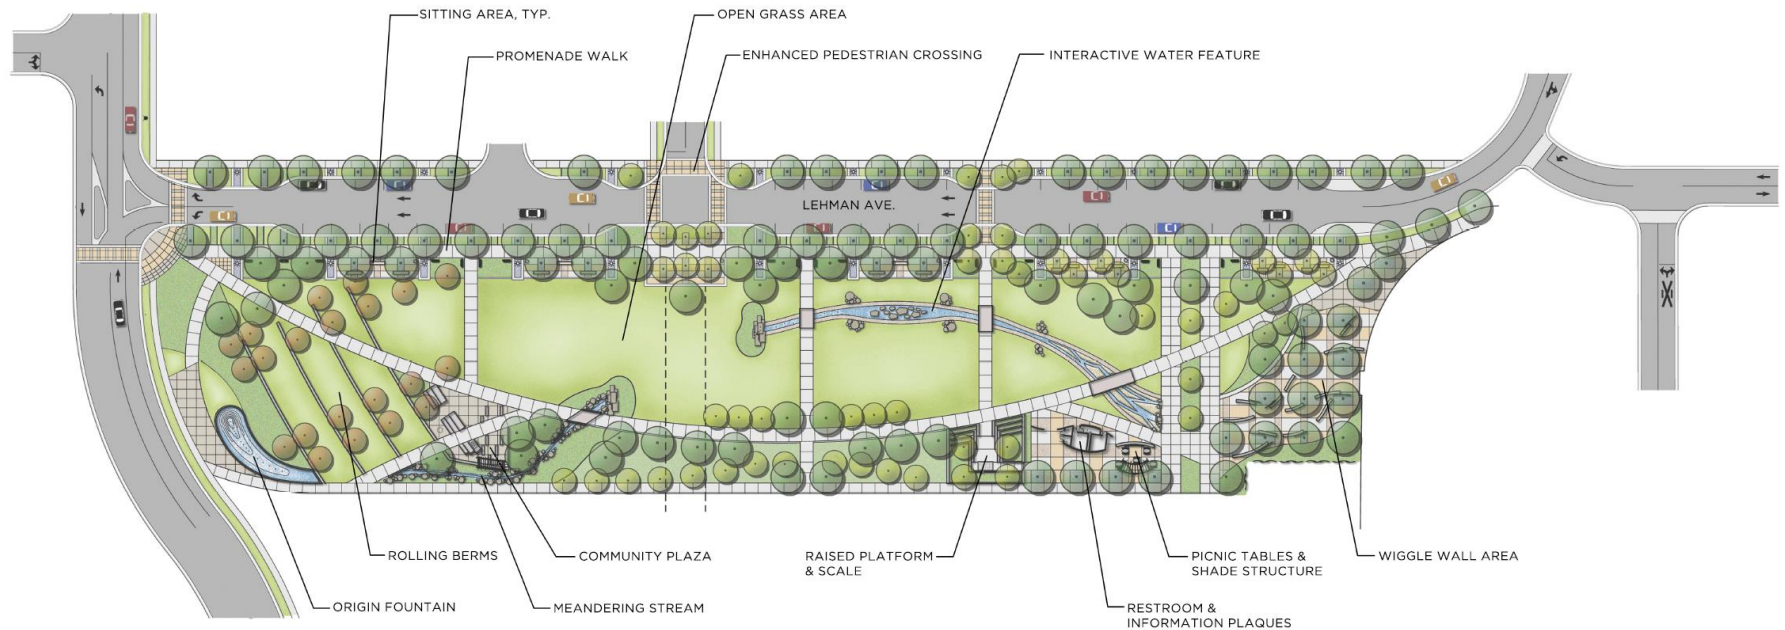 SITTING AREA, TYP.
OPEN GRASS AREA
PROMENADE WALK
ENHANCED PEDESTRIAN CROSSING
INTERACTIVE WATER FEATURE
LEHMAN AVE.
ROLLING BERMS
COMMUNITY PLAZA
RAISED PLATFORM
& SCALE
PICNIC TABLES &
SHADE STRUCTURE
WIGGLE WALL AREA
ORIGIN FOUNTAIN
MEANDERING STREAM
RESTROOM &
INFORMATION PLAQUES